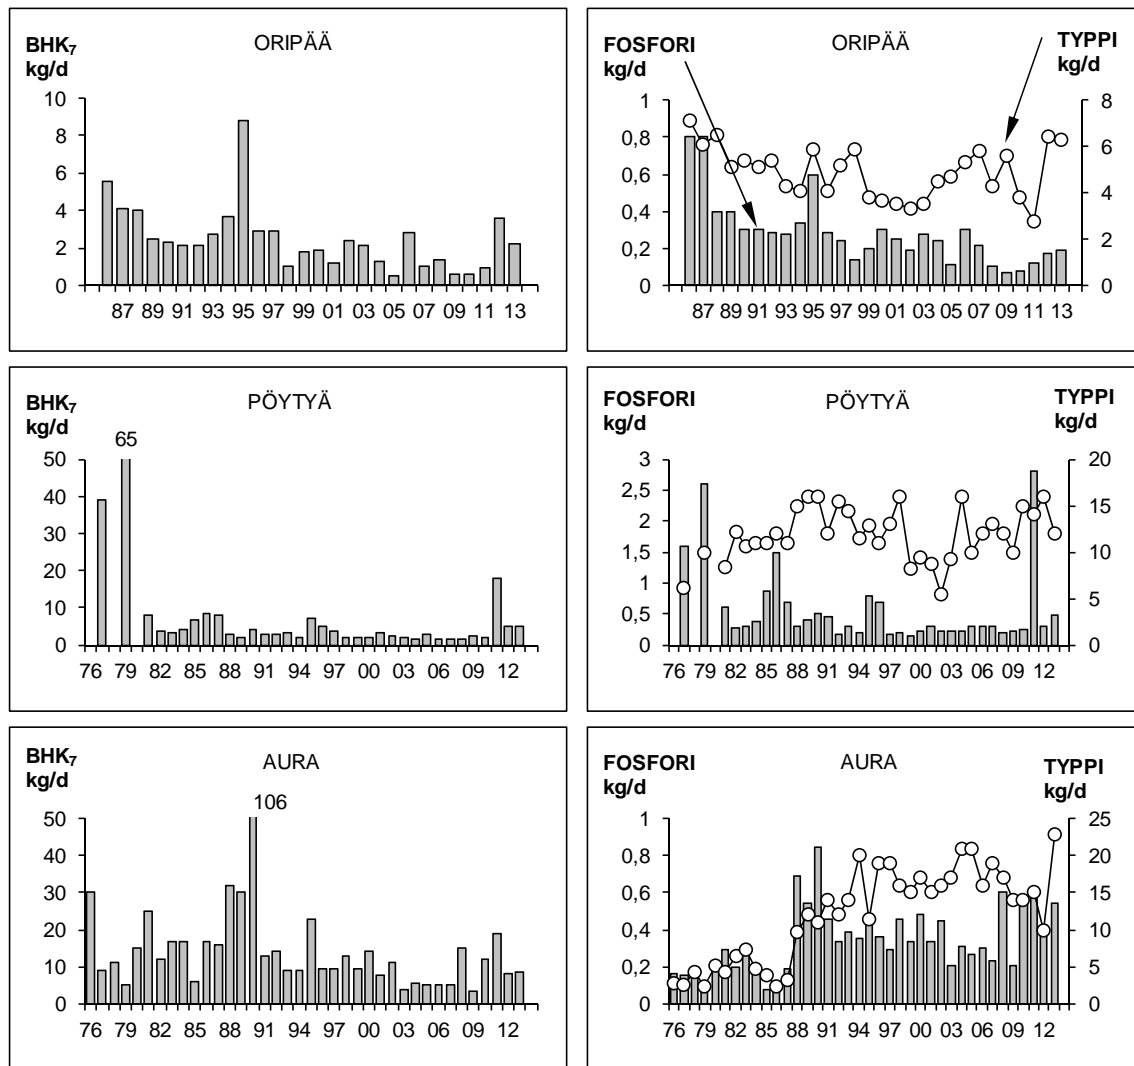 BHK₇
kg/d
ORIPÄÄ
10
8
6
4
2
0
87 89 91 93 95 97 99 01 03 05 07 09 11 13
FOSFORI
kg/d
ORIPÄÄ
TYPPI
kg/d
1
0,8
0,6
0,4
0,2
0
8
6
4
2
0
87 89 91 93 95 97 99 01 03 05 07 09 11 13
BHK₇
kg/d
PÖYTYÄ
65
50
40
30
20
10
0
76 79 82 85 88 91 94 97 00 03 06 09 12
FOSFORI
kg/d
PÖYTYÄ
TYPPI
kg/d
3
2,5
2
1,5
1
0,5
0
20
15
10
5
0
76 79 82 85 88 91 94 97 00 03 06 09 12
BHK₇
kg/d
AURA
106
50
40
30
20
10
0
76 79 82 85 88 91 94 97 00 03 06 09 12
FOSFORI
kg/d
AURA
TYPPI
kg/d
1
0,8
0,6
0,4
0,2
0
25
20
15
10
5
0
76 79 82 85 88 91 94 97 00 03 06 09 12